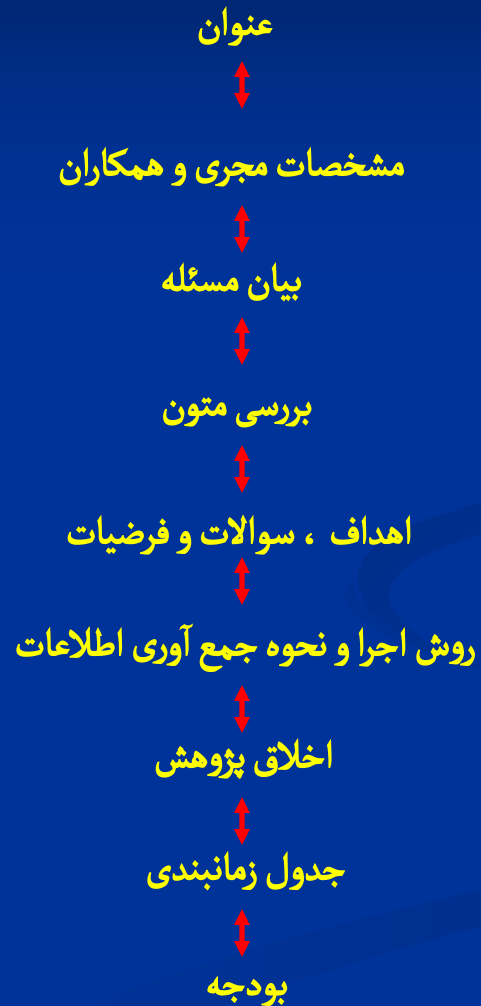 عنوان
مشخصات مجری و همکاران
بیان مسئله
بررسی متون
اهداف ، سوالات و فرضیات
روش اجرا و نحوه جمع آوری اطلاعات
اخلاق پژوهش
جدول زمانبندی
بودجه